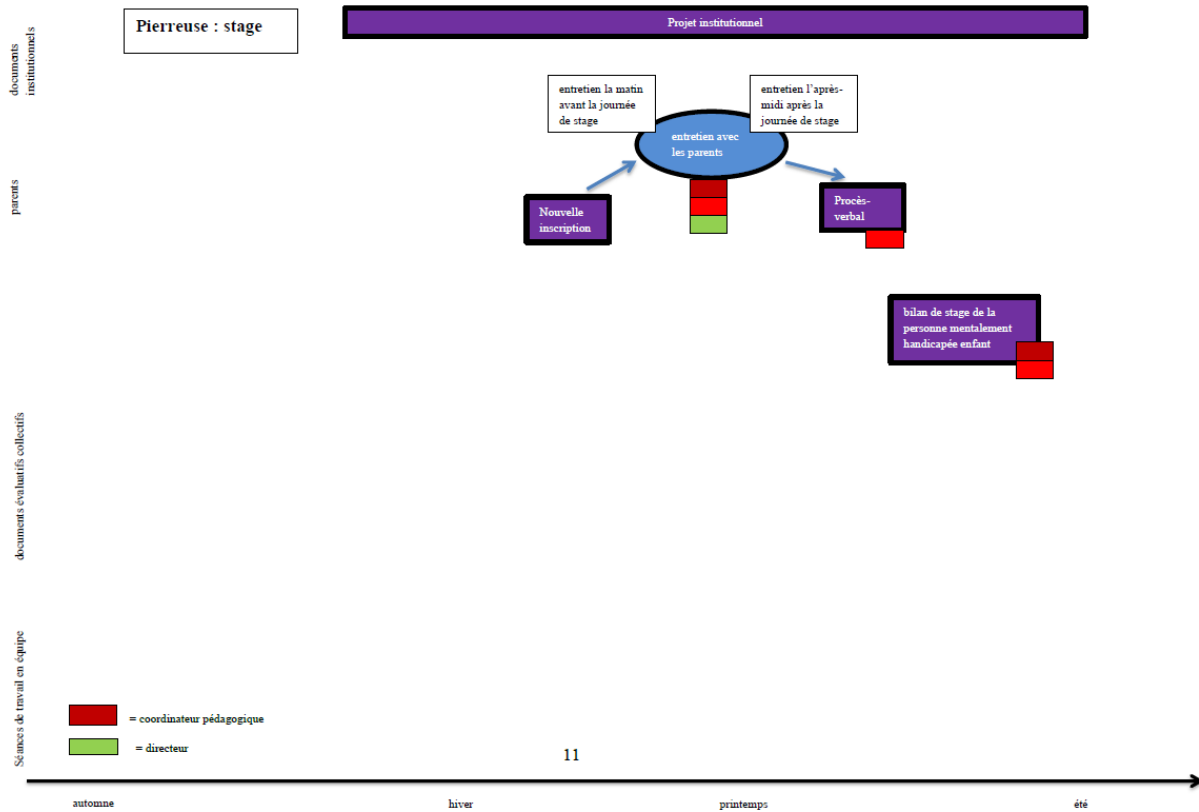 Pierreuse : stage
Projet institutionnel
documents
institutionnels
entretien la matin
avant la journée
de stage
entretien l'après-
midi après la
journée de stage
entretien avec
les parents
parents
Nouvelle
inscription
Procès-
verbal
bilan de stage de la
personne mentalement
handicapée enfant
documents évaluatifs collectifs
Séances de travail en équipe
= coordinateur pédagogique
= directeur
11
automne
hiver
printemps
été